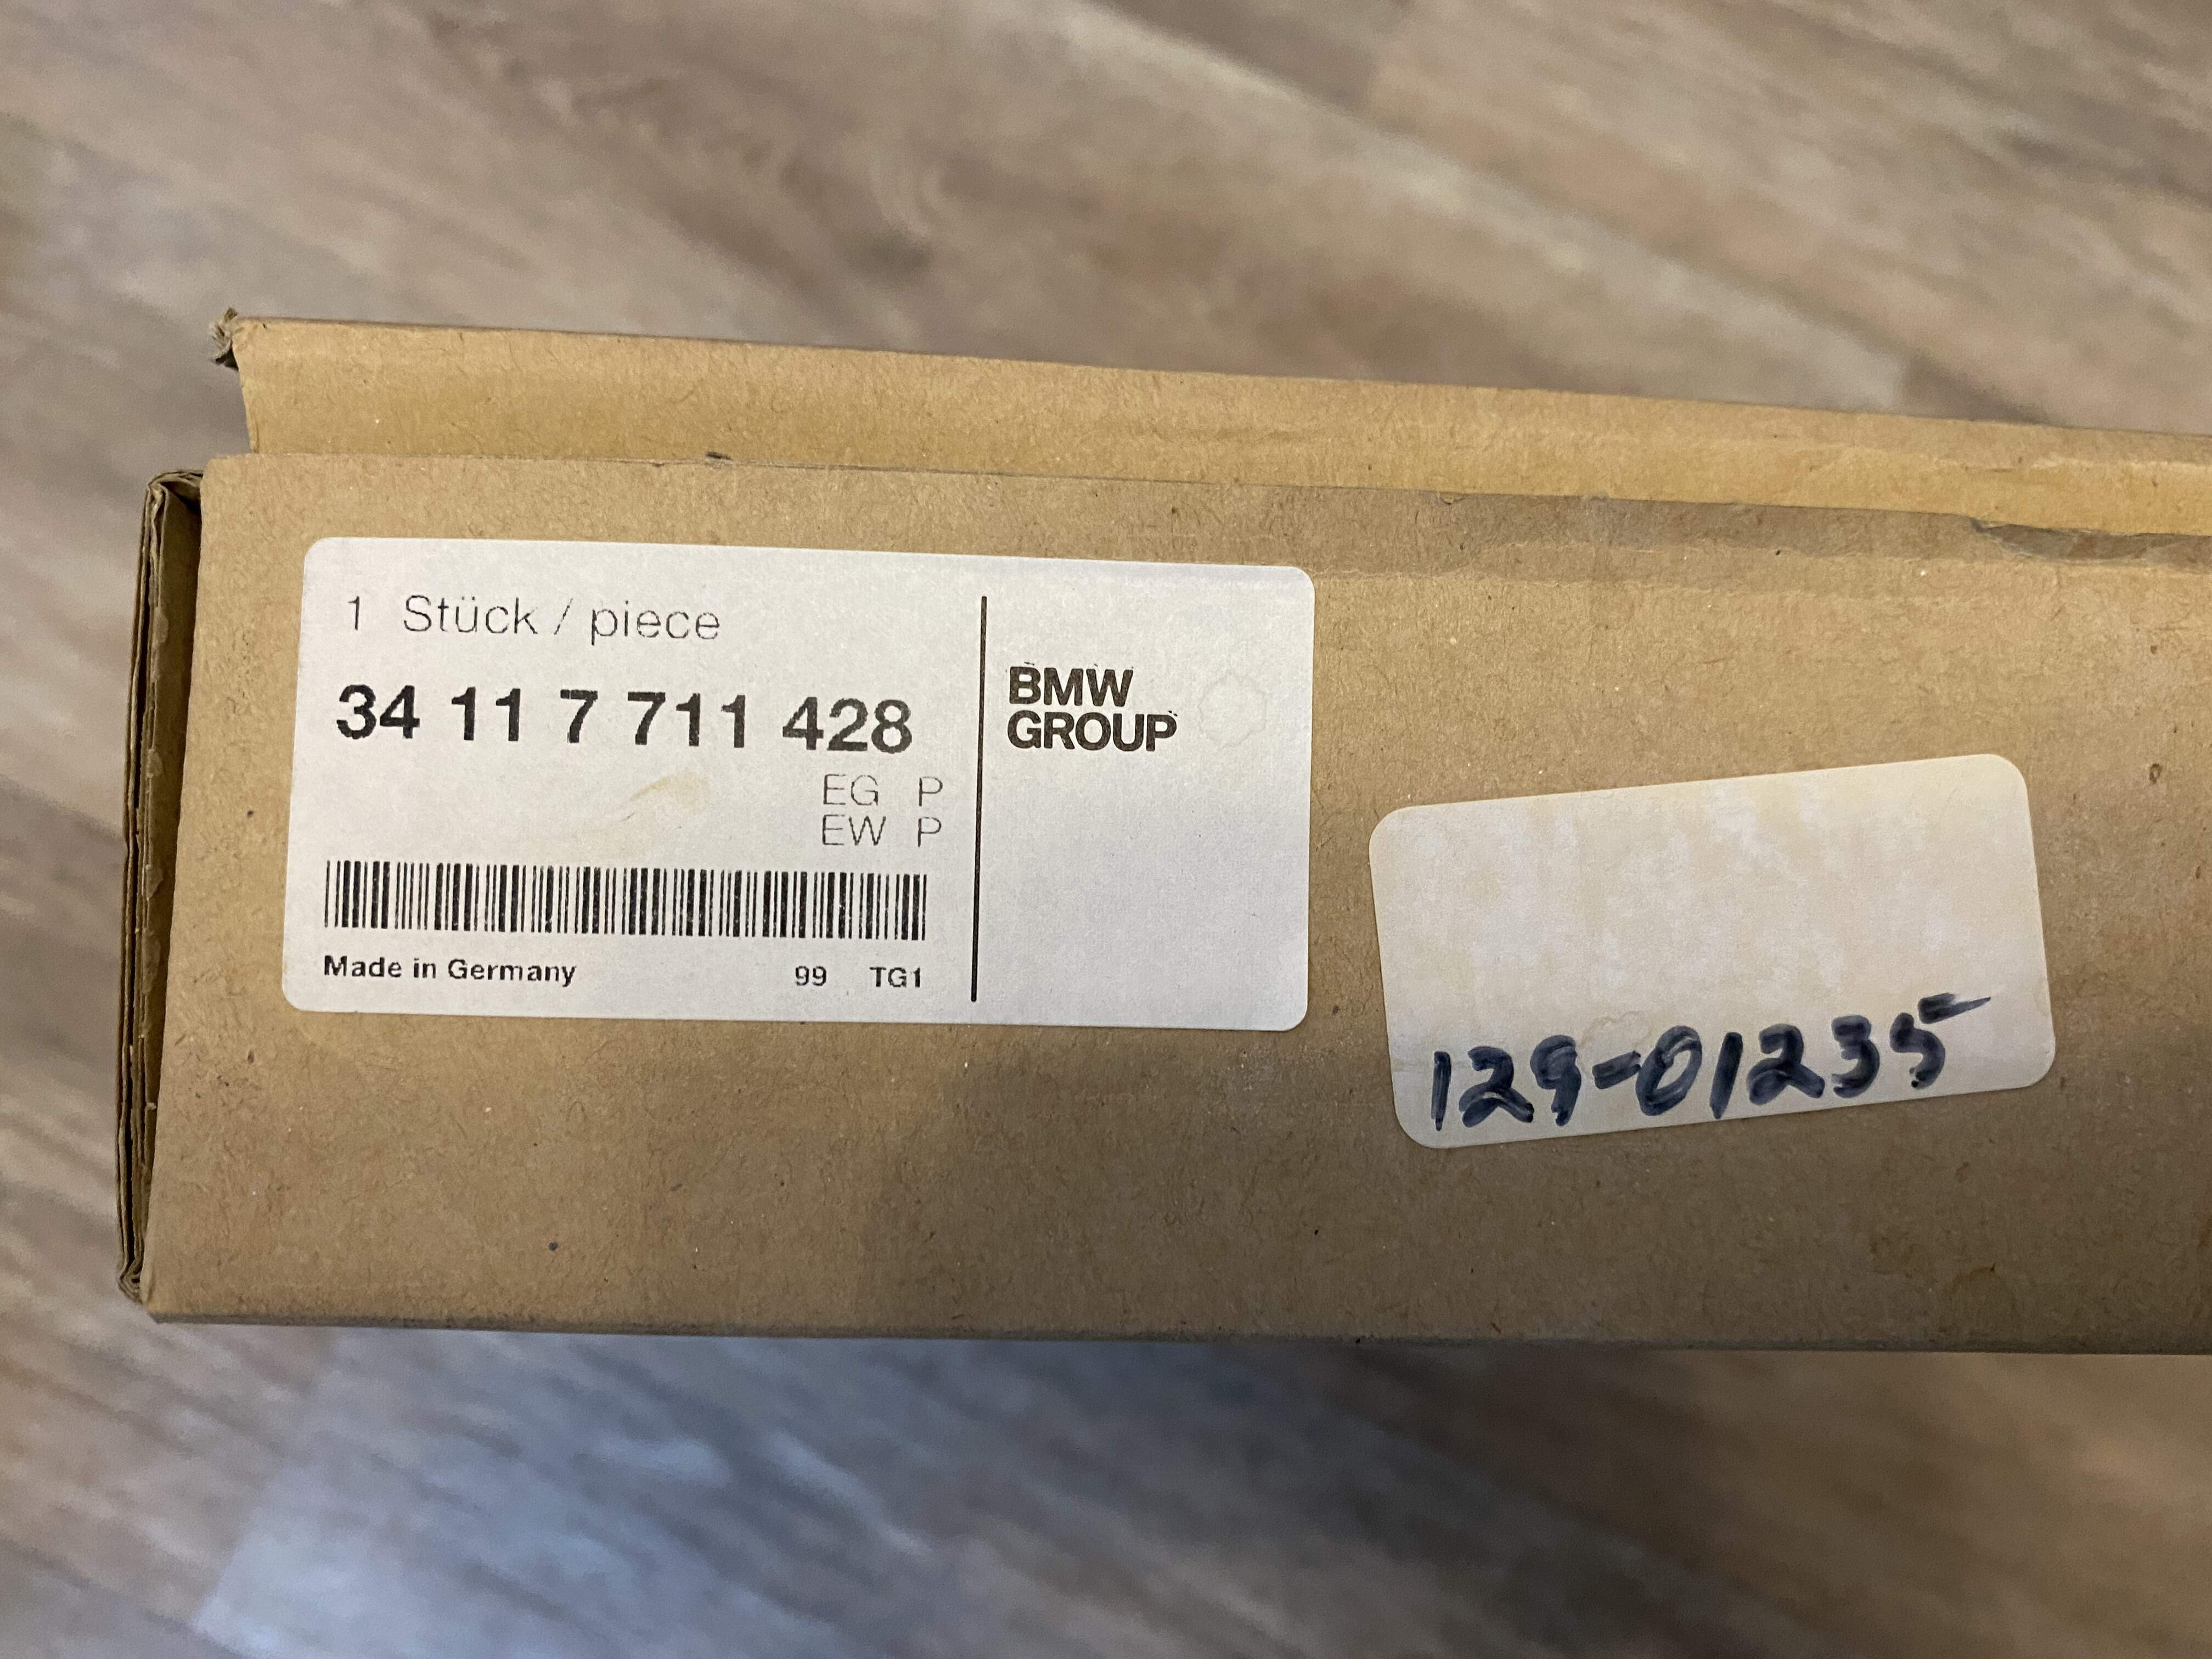 1 Stück / piece
34 11 7 711 428
EG P
EW P
Made in Germany 99 TG1
BMW
GROUP
129-01235